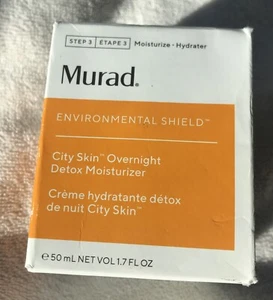 STEP 3 | ÉTAPE 3 Moisturize · Hydrater
Murad.
ENVIRONMENTAL SHIELD™
City Skin™ Overnight
Detox Moisturizer
Crème hydratante détox
de nuit City Skin™
℮ 50 mL NET VOL 1.7 FL OZ